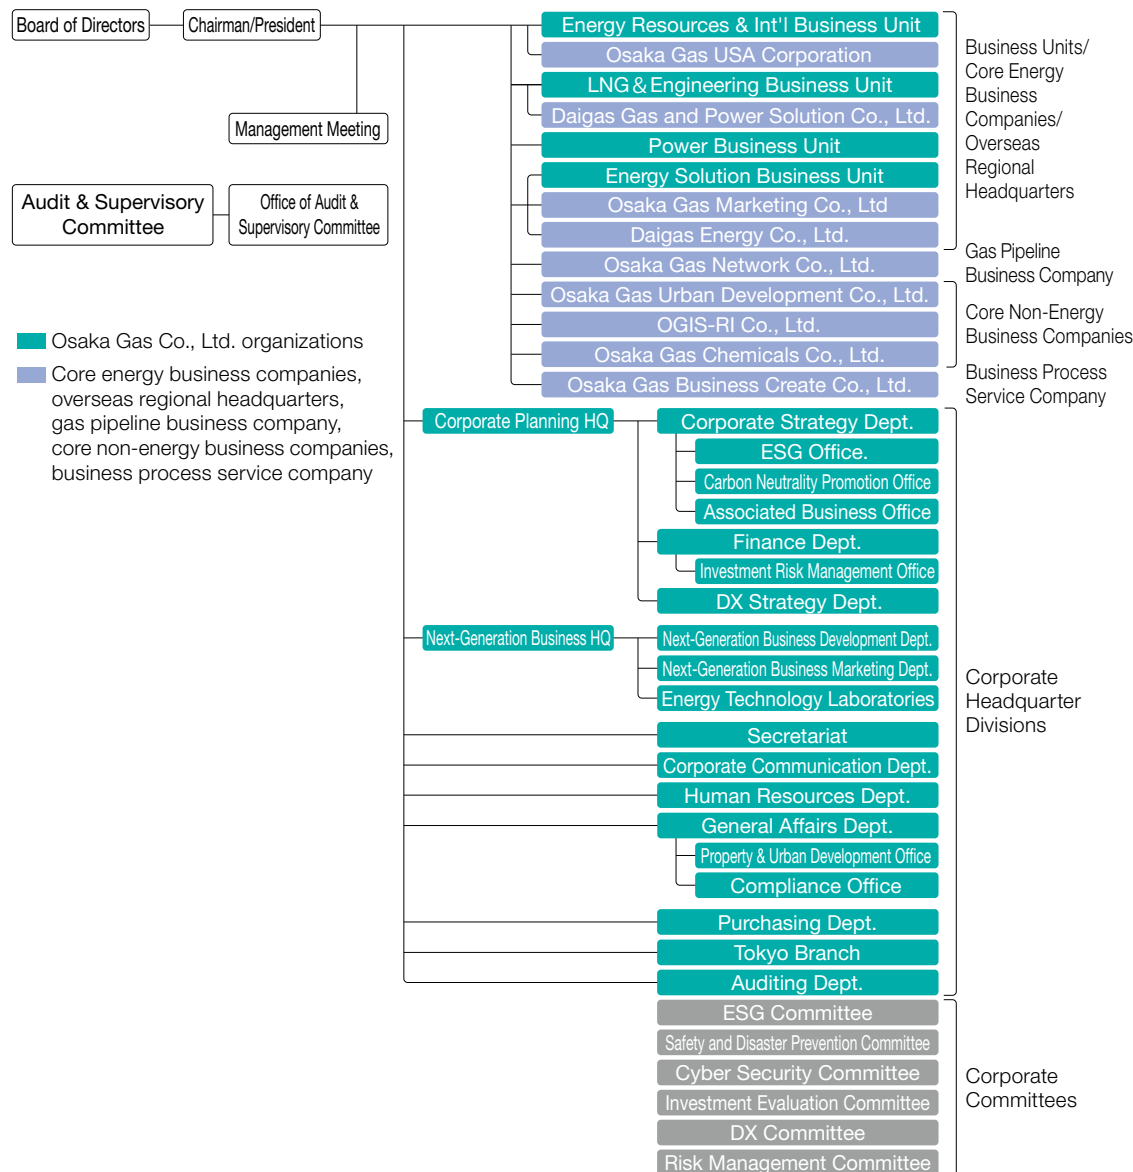 Board of Directors
Chairman/President
Management Meeting
Audit & Supervisory
Committee
Office of Audit &
Supervisory Committee
Osaka Gas Co., Ltd. organizations
Core energy business companies,
overseas regional headquarters,
gas pipeline business company,
core non-energy business companies,
business process service company
Energy Resources & Int'l Business Unit
Osaka Gas USA Corporation
LNG & Engineering Business Unit
Daigas Gas and Power Solution Co., Ltd.
Power Business Unit
Energy Solution Business Unit
Osaka Gas Marketing Co., Ltd
Daigas Energy Co., Ltd.
Osaka Gas Network Co., Ltd.
Osaka Gas Urban Development Co., Ltd.
OGIS-RI Co., Ltd.
Osaka Gas Chemicals Co., Ltd.
Osaka Gas Business Create Co., Ltd.
Business Units/
Core Energy
Business
Companies/
Overseas
Regional
Headquarters
Gas Pipeline
Business Company
Core Non-Energy
Business Companies
Business Process
Service Company
Corporate Planning HQ
Corporate Strategy Dept.
ESG Office.
Carbon Neutrality Promotion Office
Associated Business Office
Finance Dept.
Investment Risk Management Office
DX Strategy Dept.
Next-Generation Business HQ
Next-Generation Business Development Dept.
Next-Generation Business Marketing Dept.
Energy Technology Laboratories
Secretariat
Corporate Communication Dept.
Human Resources Dept.
General Affairs Dept.
Property & Urban Development Office
Compliance Office
Purchasing Dept.
Tokyo Branch
Auditing Dept.
Corporate
Headquarter
Divisions
ESG Committee
Safety and Disaster Prevention Committee
Cyber Security Committee
Investment Evaluation Committee
DX Committee
Risk Management Committee
Corporate
Committees